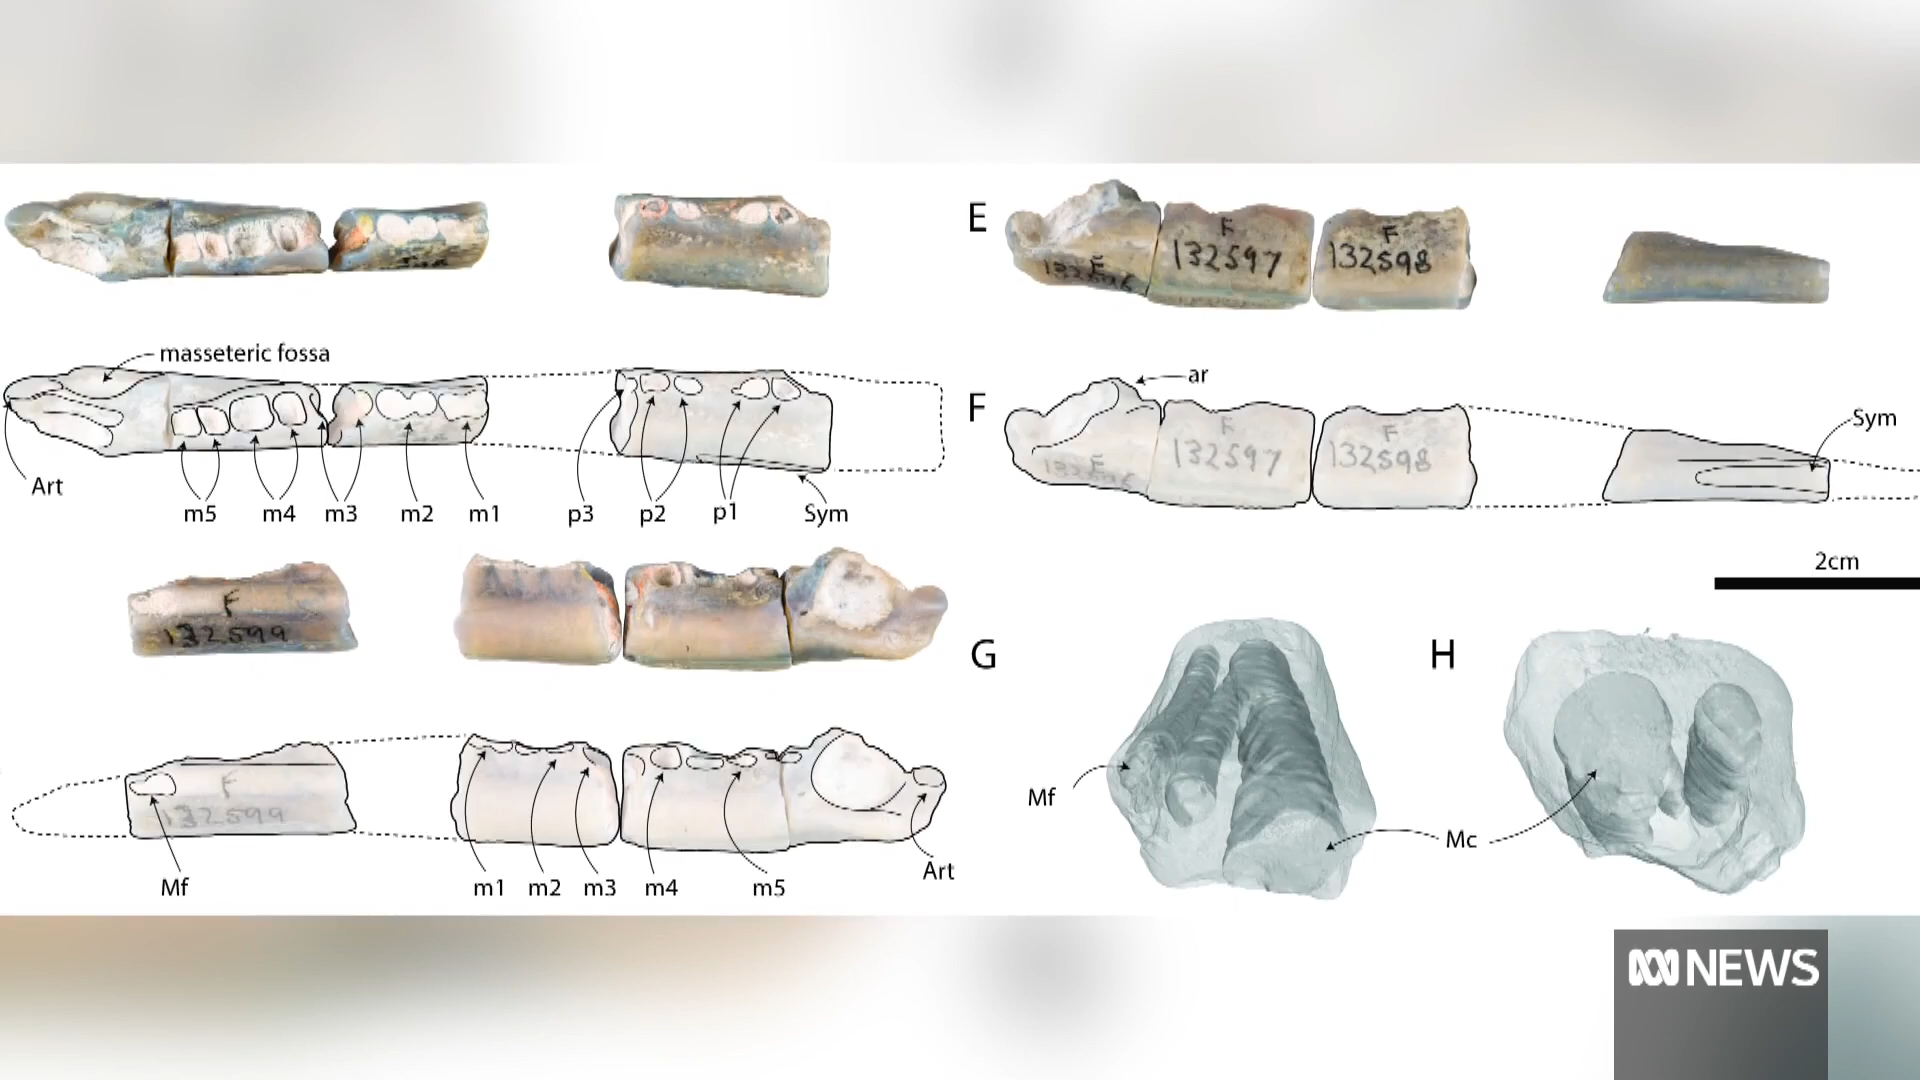 E
F
132597
F
132598
F
masseteric fossa
ar
F
F
132597
F
132598
Sym
Art
m5 m4 m3 m2 m1 p3 p2 p1 Sym
2cm
F
132599
G
H
Mf
Mc
F
132599
Mf
m1 m2 m3 m4 m5
Art
NEWS